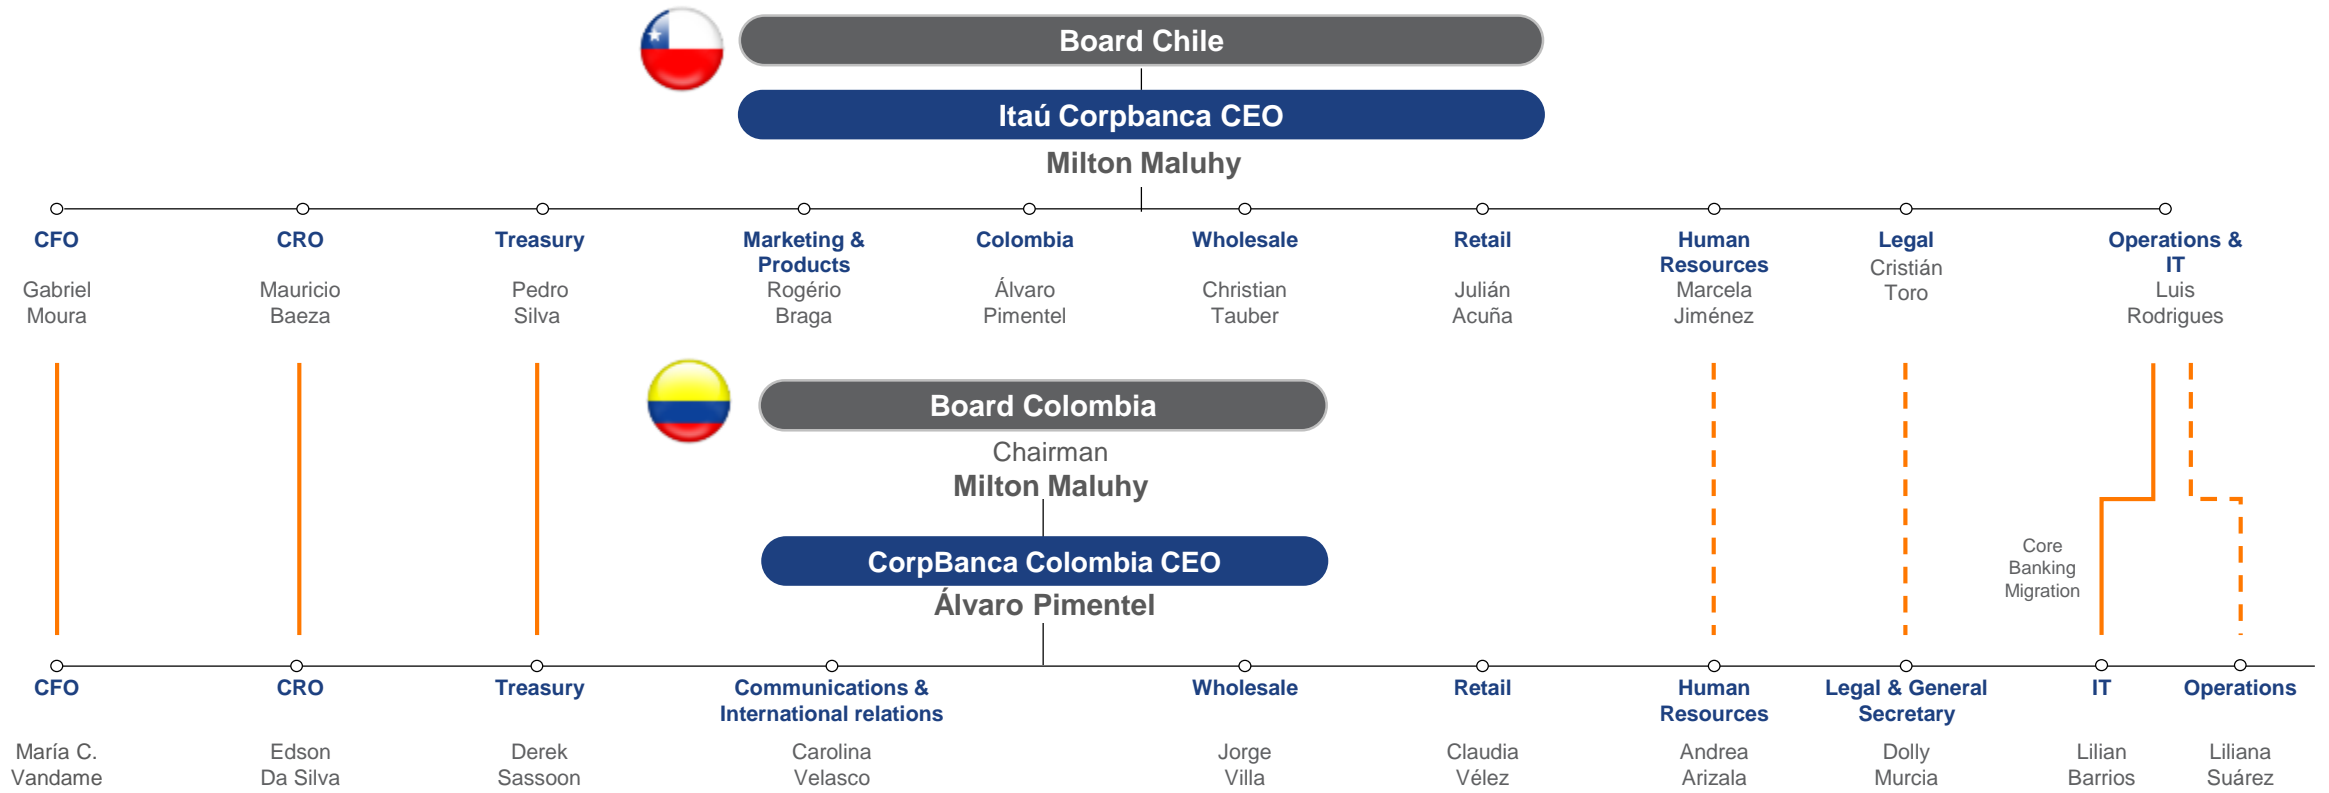 Board Chile
Itaú Corpbanca CEO
Milton Maluhy
CFO
Gabriel
Moura
CRO
Mauricio
Baeza
Treasury
Pedro
Silva
Marketing &
Products
Rogério
Braga
Colombia
Álvaro
Pimentel
Wholesale
Christian
Tauber
Retail
Julián
Acuña
Human
Resources
Marcela
Jiménez
Legal
Cristián
Toro
Operations &
IT
Luis
Rodrigues
Board Colombia
Chairman
Milton Maluhy
CorpBanca Colombia CEO
Álvaro Pimentel
Core
Banking
Migration
CFO
María C.
Vandame
CRO
Edson
Da Silva
Treasury
Derek
Sassoon
Communications &
International relations
Carolina
Velasco
Wholesale
Jorge
Villa
Retail
Claudia
Vélez
Human
Resources
Andrea
Arizala
Legal & General
Secretary
Dolly
Murcia
IT
Lilian
Barrios
Operations
Liliana
Suárez